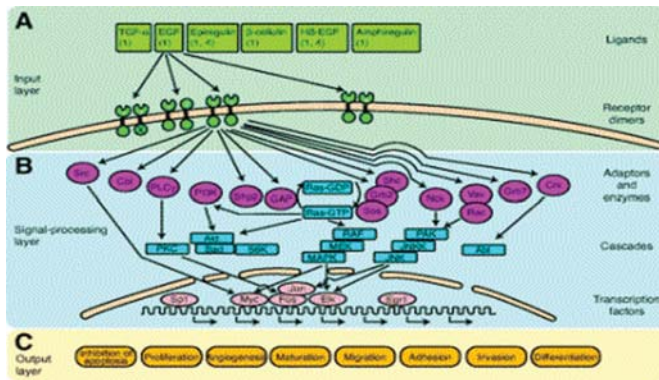 A
TGF-α
(1)
EGF
(1)
Epiregulin
(1, 4)
β-cellulin
(1)
HB-EGF
(1, 4)
Amphiregulin
(1)
Ligands
Input
layer
Receptor
dimers
B
Src
Cbl
PLCγ
PI3K
Shp2
GAP
Ras-GDP
Ras-GTP
Shc
Grb2
Sos
Nck
Vav
Rac
Grb7
Crk
Adaptors and
enzymes
Signal-processing
layer
PKC
Akt
Bad
S6K
RAF
MEK
MAPK
PAK
JNKK
JNK
Abl
Cascades
Sp1
Myc
Jun
Fos
Elk
Egr1
Transcription
factors
C
Output
layer
Inhibition of
apoptosis
Proliferation
Angiogenesis
Maturation
Migration
Adhesion
Invasion
Differentiation